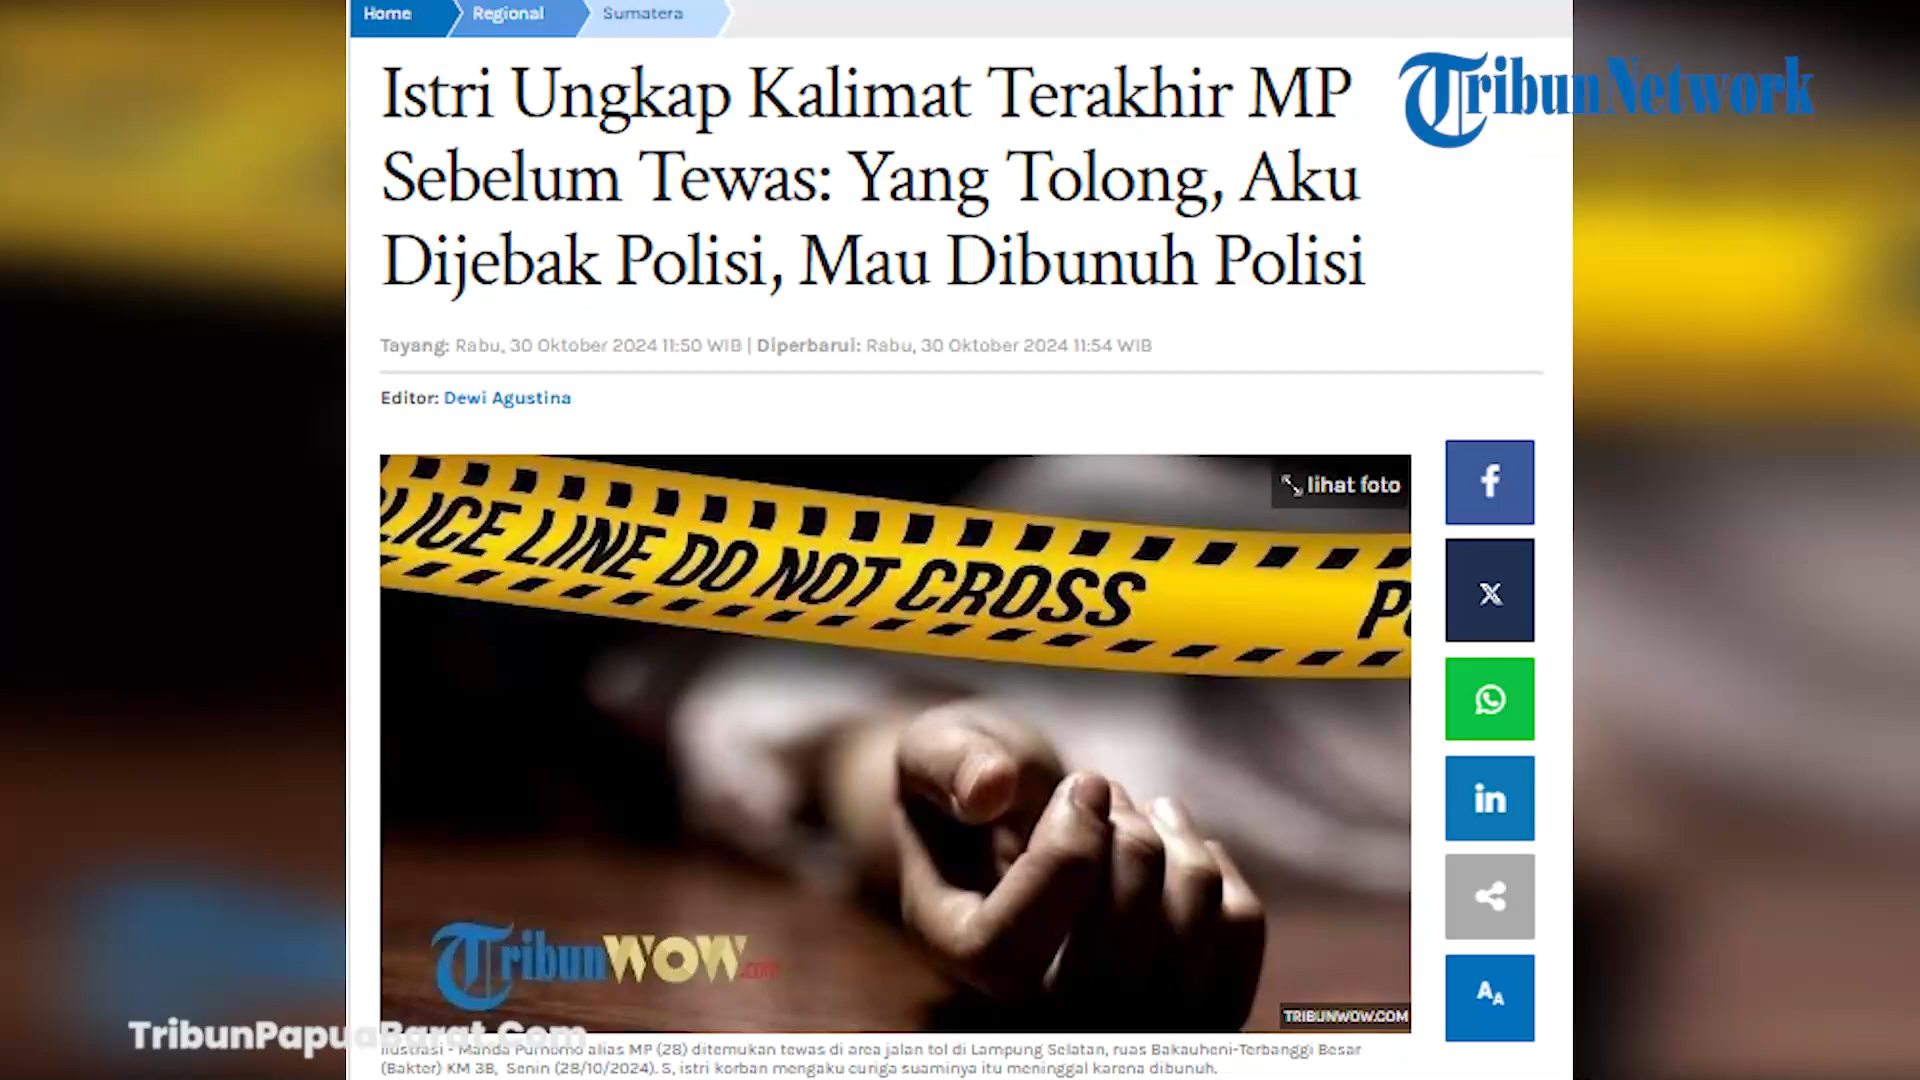 Home Regional Sumatera
Istri Ungkap Kalimat Terakhir MP
TribunNetwork
Sebelum Tewas: Yang Tolong, Aku
Dijebak Polisi, Mau Dibunuh Polisi
Tayang: Rabu, 30 Oktober 2024 11:50 WIB | Diperbarui: Rabu, 30 Oktober 2024 11:54 WIB
Editor: Dewi Agustina
lihat foto
LICE LINE DO NOT CROSS
TribunWOW.com
TRIBUNWOW.COM
TribunPapuaBarat.Com
Ilustrasi - Manda Purnomo alias MP (28) ditemukan tewas di area jalan tol di Lampung Selatan, ruas Bakauheni-Terbanggi Besar
(Bakter) KM 3B, Senin (28/10/2024). S, istri korban mengaku curiga suaminya itu meninggal karena dibunuh.